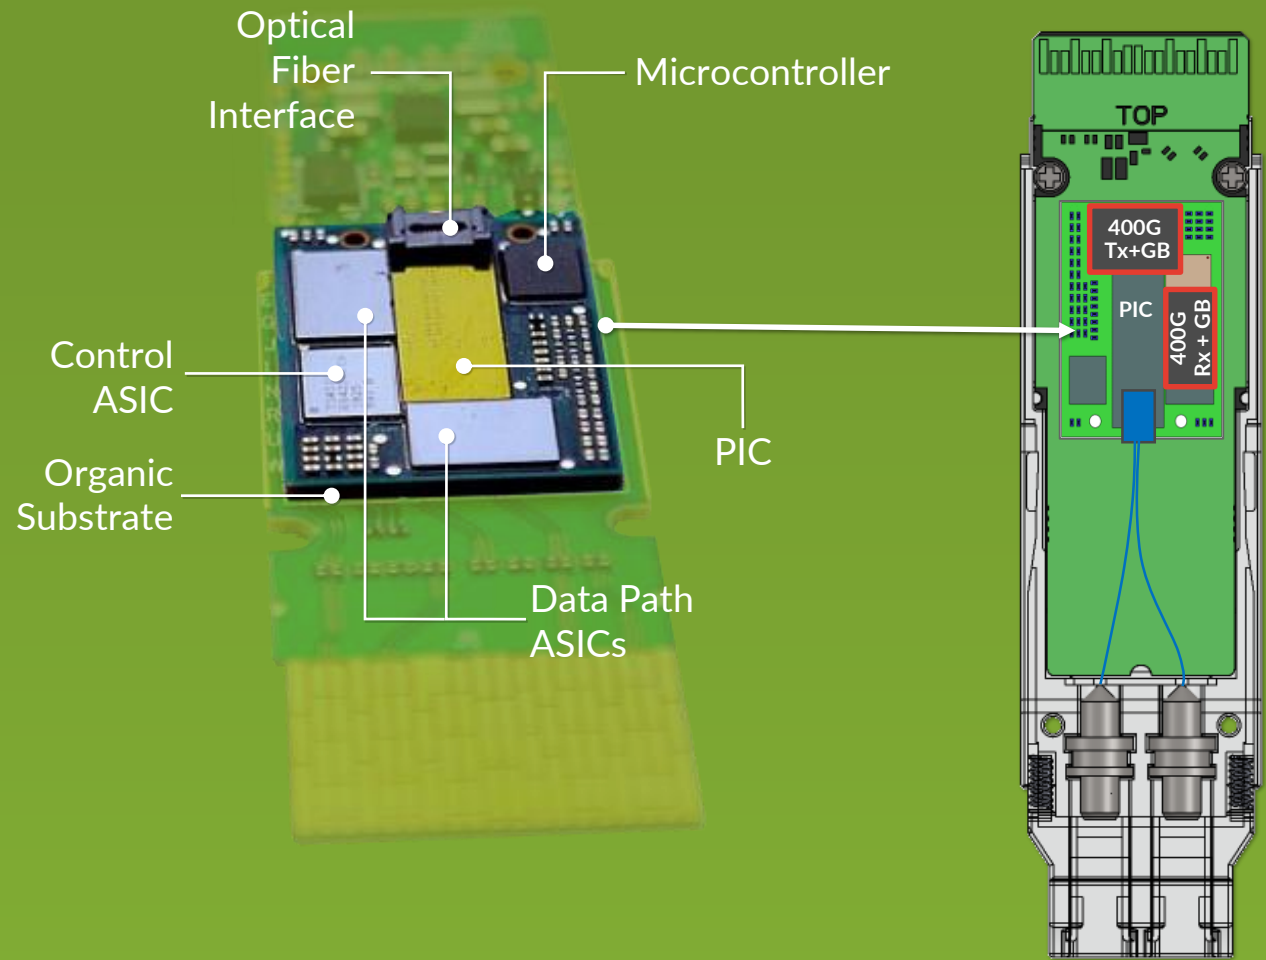 Optical
Fiber
Interface
Microcontroller
Control
ASIC
Organic
Substrate
PIC
Data Path
ASICs
TOP
400G
Tx+GB
PIC
400G
Rx + GB